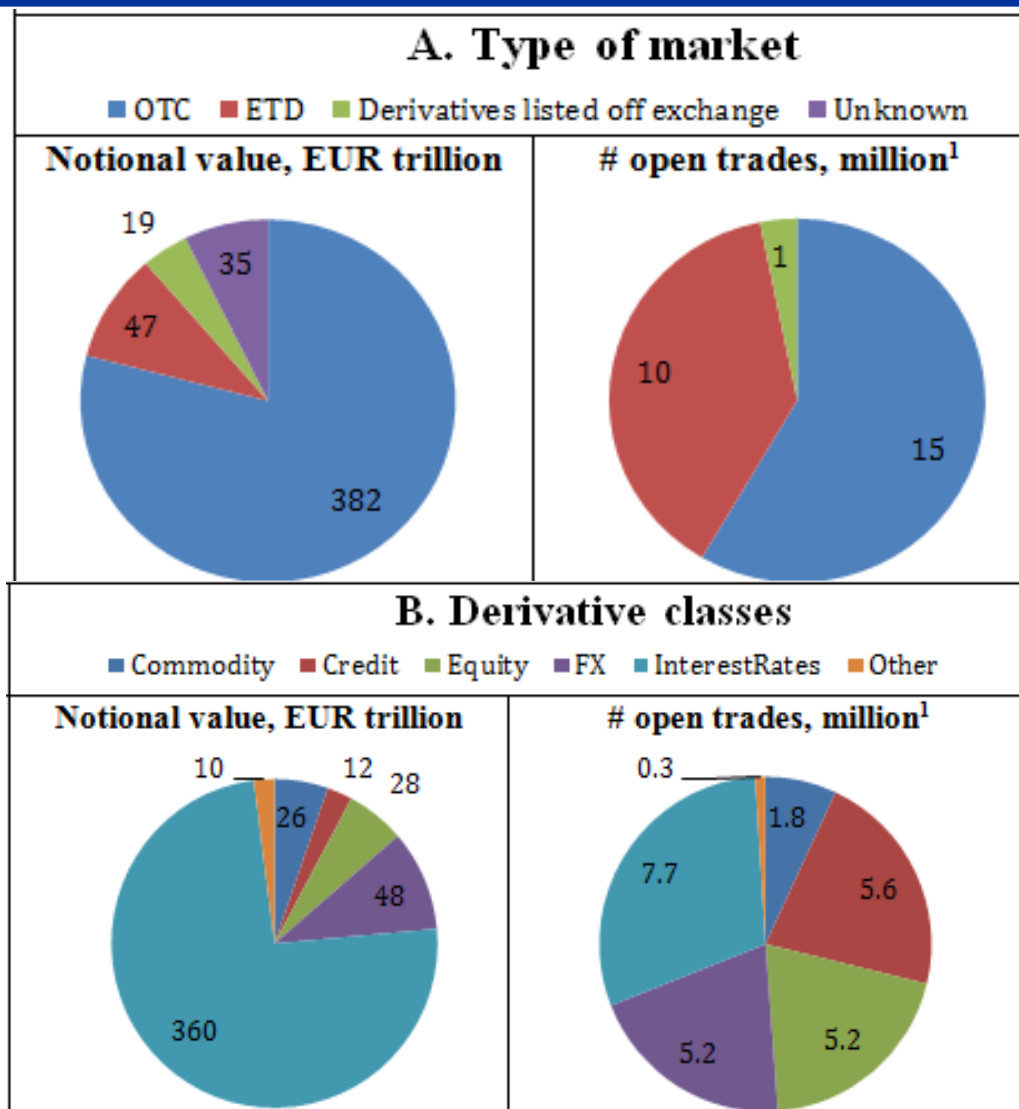 A. Type of market
OTC ETD Derivatives listed off exchange Unknown
Notional value, EUR trillion
19
35
47
382
# open trades, million¹
1
10
15
B. Derivative classes
Commodity Credit Equity FX InterestRates Other
Notional value, EUR trillion
10
12
28
26
48
360
# open trades, million¹
0.3
1.8
7.7
5.6
5.2
5.2